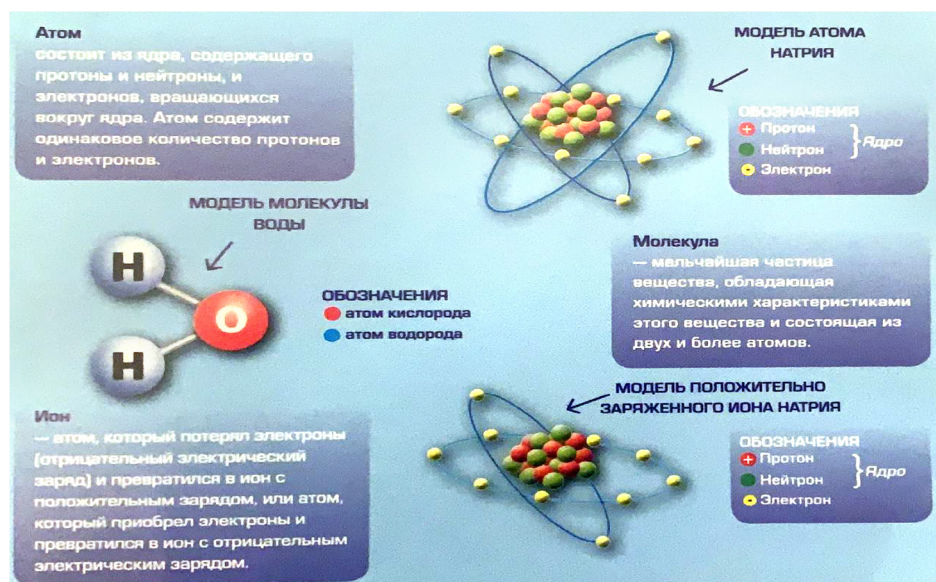 Атом
состоит из ядра, содержащего
протоны и нейтроны, и
электронов, вращающихся
вокруг ядра. Атом содержит
одинаковое количество протонов
и электронов.
МОДЕЛЬ АТОМА
НАТРИЯ
ОБОЗНАЧЕНИЯ
+ Протон
Нейтрон
- Электрон
} Ядро
МОДЕЛЬ МОЛЕКУЛЫ
ВОДЫ
H
O
H
ОБОЗНАЧЕНИЯ
атом кислорода
атом водорода
Молекула
— мельчайшая частица
вещества, обладающая
химическими характеристиками
этого вещества и состоящая из
двух и более атомов.
Ион
— атом, который потерял электроны
(отрицательный электрический
заряд) и превратился в ион с
положительным зарядом, или атом,
который приобрел электроны и
превратился в ион с отрицательным
электрическим зарядом.
МОДЕЛЬ ПОЛОЖИТЕЛЬНО
ЗАРЯЖЕННОГО ИОНА НАТРИЯ
ОБОЗНАЧЕНИЯ
+ Протон
Нейтрон
- Электрон
} Ядро